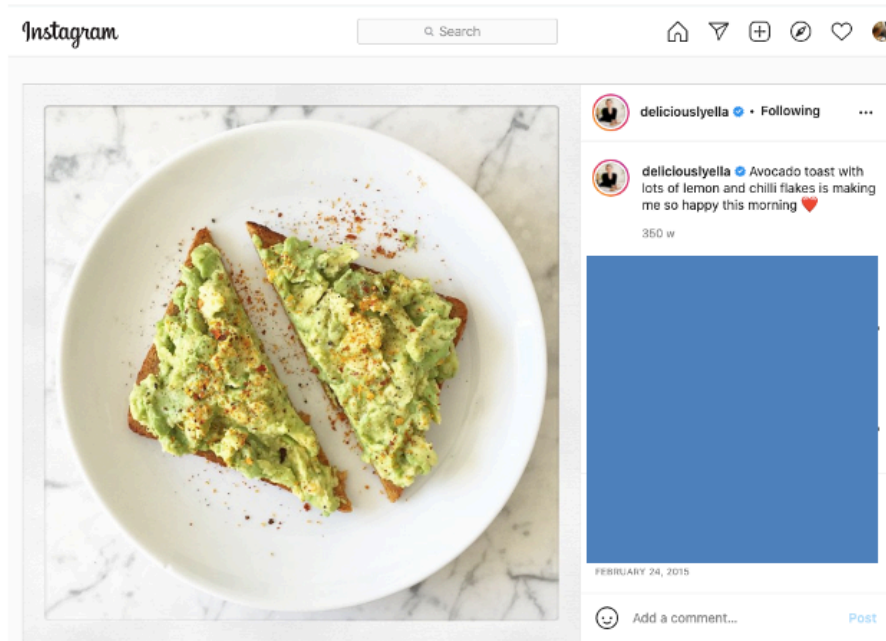 Instagram
Search
deliciouslyella • Following
deliciouslyella Avocado toast with
lots of lemon and chilli flakes is making
me so happy this morning ❤️
350 w
FEBRUARY 24, 2015
Add a comment...
Post